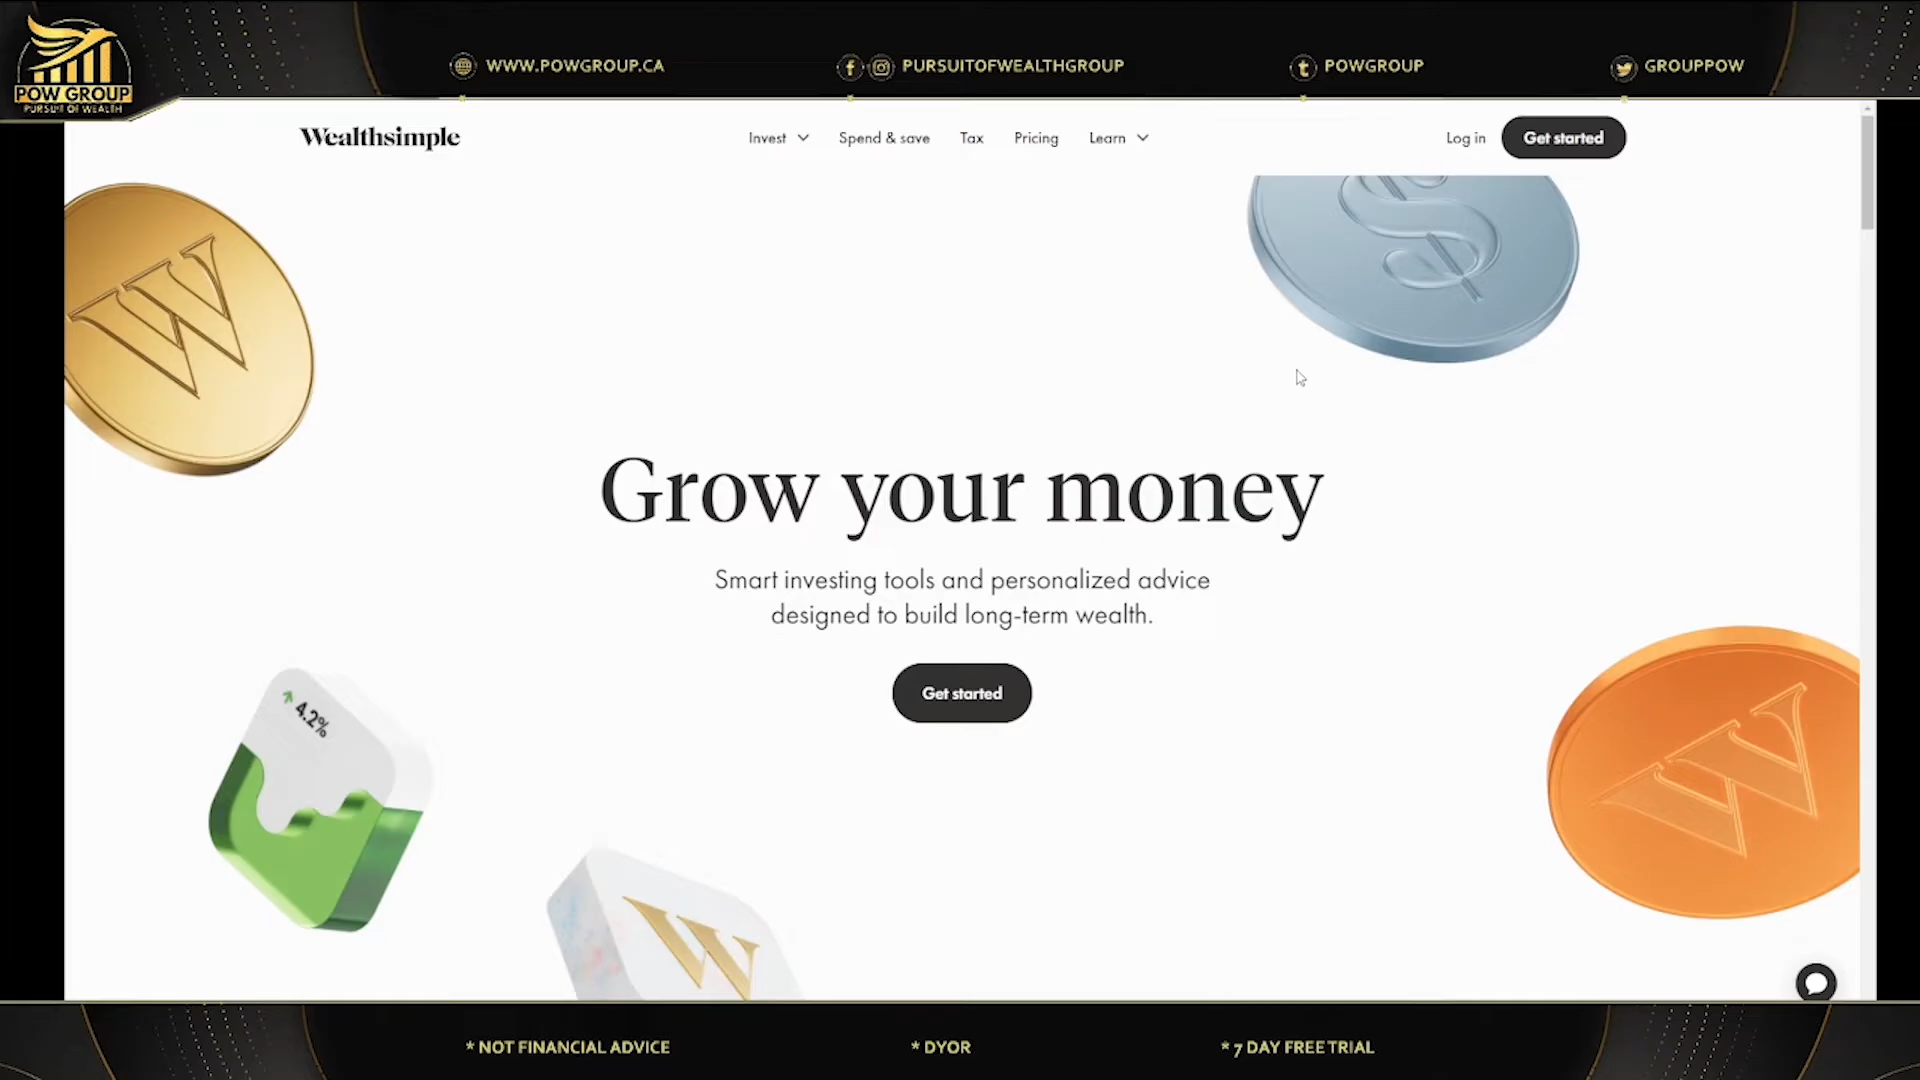 POW GROUP
PURSUIT OF WEALTH
WWW.POWGROUP.CA
PURSUITOFWEALTHGROUP
POWGROUP
GROUPPOW
Wealthsimple
Invest
Spend & save
Tax
Pricing
Learn
Log in
Get started
W
$
Grow your money
Smart investing tools and personalized advice
designed to build long-term wealth.
Get started
4.2%
W
W
* NOT FINANCIAL ADVICE
* DYOR
* 7 DAY FREE TRIAL